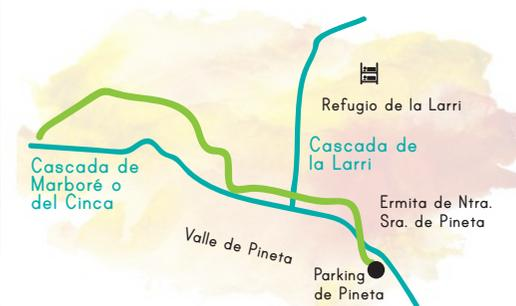 Refugio de la Larri
Cascada de
la Larri
Cascada de
Marboré o
del Cinca
Ermita de Ntra.
Sra. de Pineta
Valle de Pineta
Parking
de Pineta